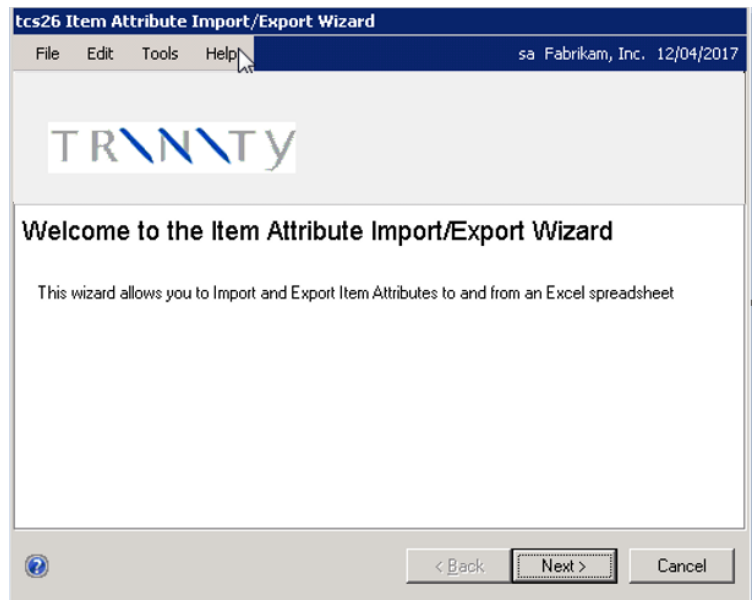 tcs26 Item Attribute Import/Export Wizard
File Edit Tools Help sa Fabrikam, Inc. 12/04/2017
TRINITy
Welcome to the Item Attribute Import/Export Wizard
This wizard allows you to Import and Export Item Attributes to and from an Excel spreadsheet
? < Back Next > Cancel